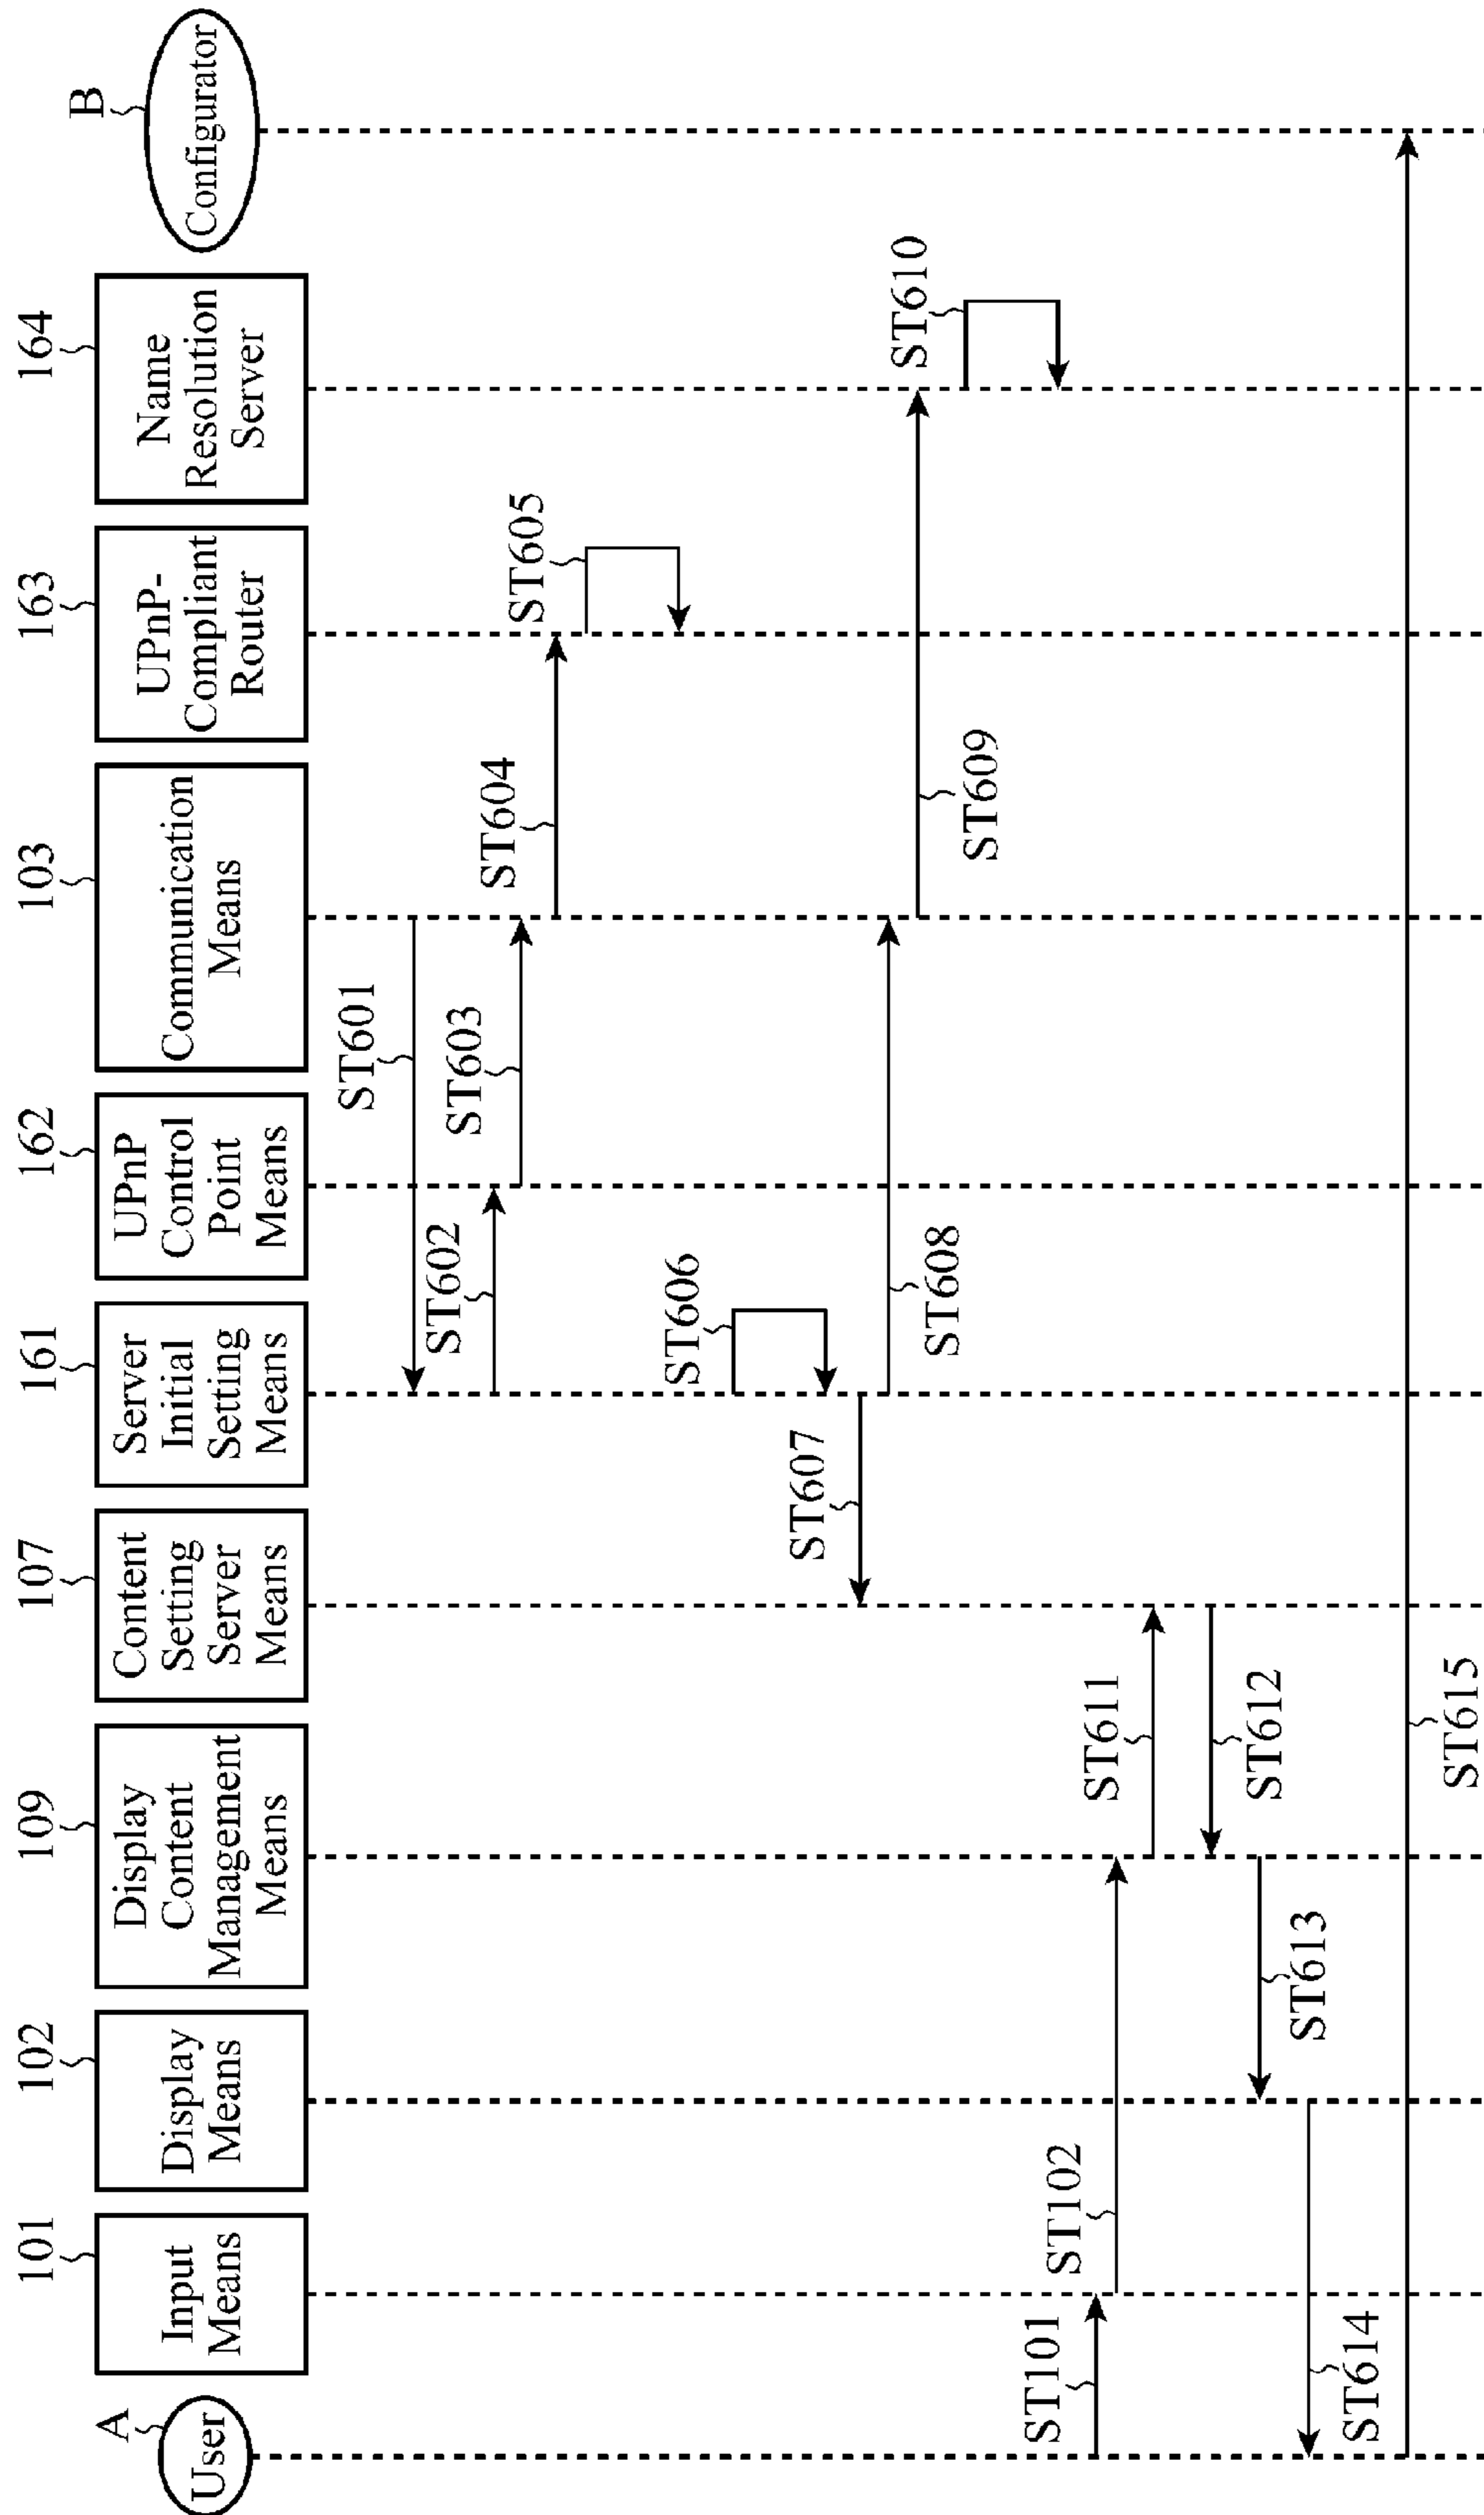 A
User
101
Input
Means
102
Display
Means
109
Display
Content
Management
Means
107
Content
Setting
Server
Means
161
Server
Initial
Setting
Means
162
UPnP
Control
Point
Means
103
Communication
Means
163
UPnP-
Compliant
Router
164
Name
Resolution
Server
B
Configurator
ST601
ST602
ST603
ST604
ST605
ST606
ST607
ST608
ST609
ST610
ST101
ST102
ST611
ST612
ST613
ST614
ST615